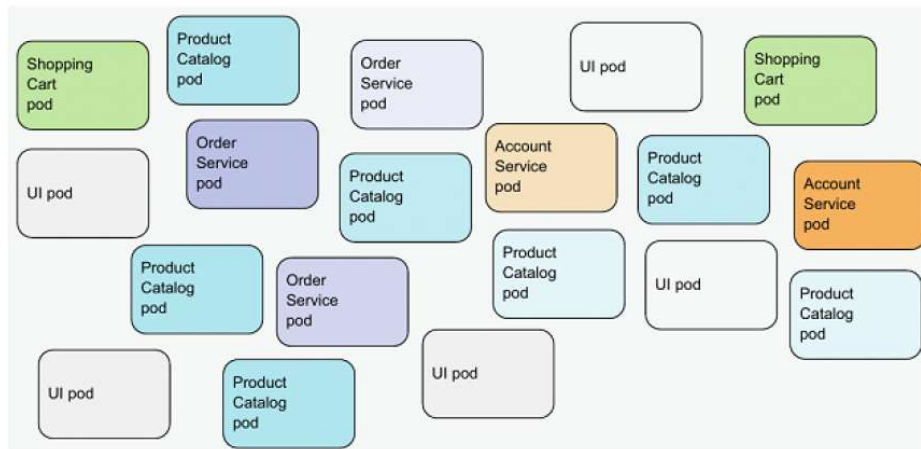 Shopping
Cart
pod
Product
Catalog
pod
Order
Service
pod
UI pod
Shopping
Cart
pod
UI pod
Order
Service
pod
Product
Catalog
pod
Account
Service
pod
Product
Catalog
pod
Account
Service
pod
Product
Catalog
pod
Order
Service
pod
Product
Catalog
pod
UI pod
Product
Catalog
pod
UI pod
Product
Catalog
pod
UI pod